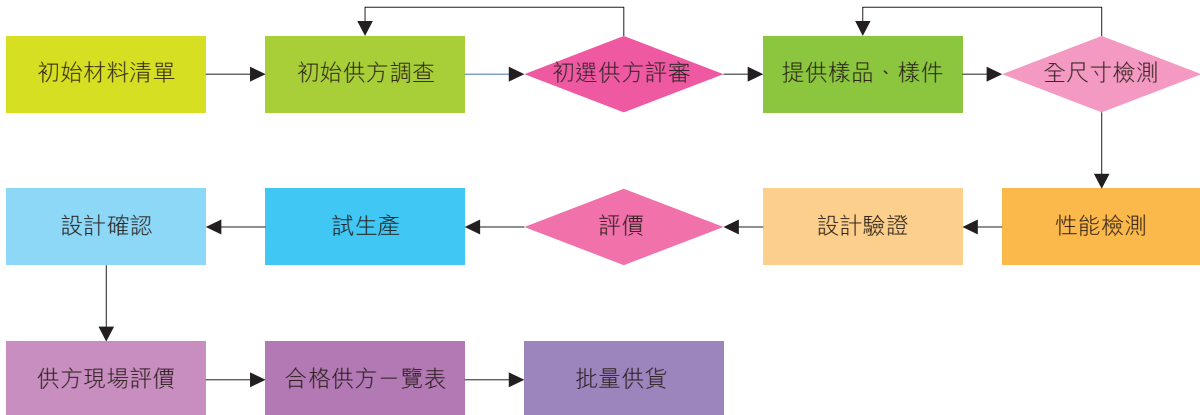 初始材料清單
初始供方調查
初選供方評審
提供樣品、樣件
全尺寸檢測
性能檢測
設計驗證
評價
試生產
設計確認
供方現場評價
合格供方一覽表
批量供貨